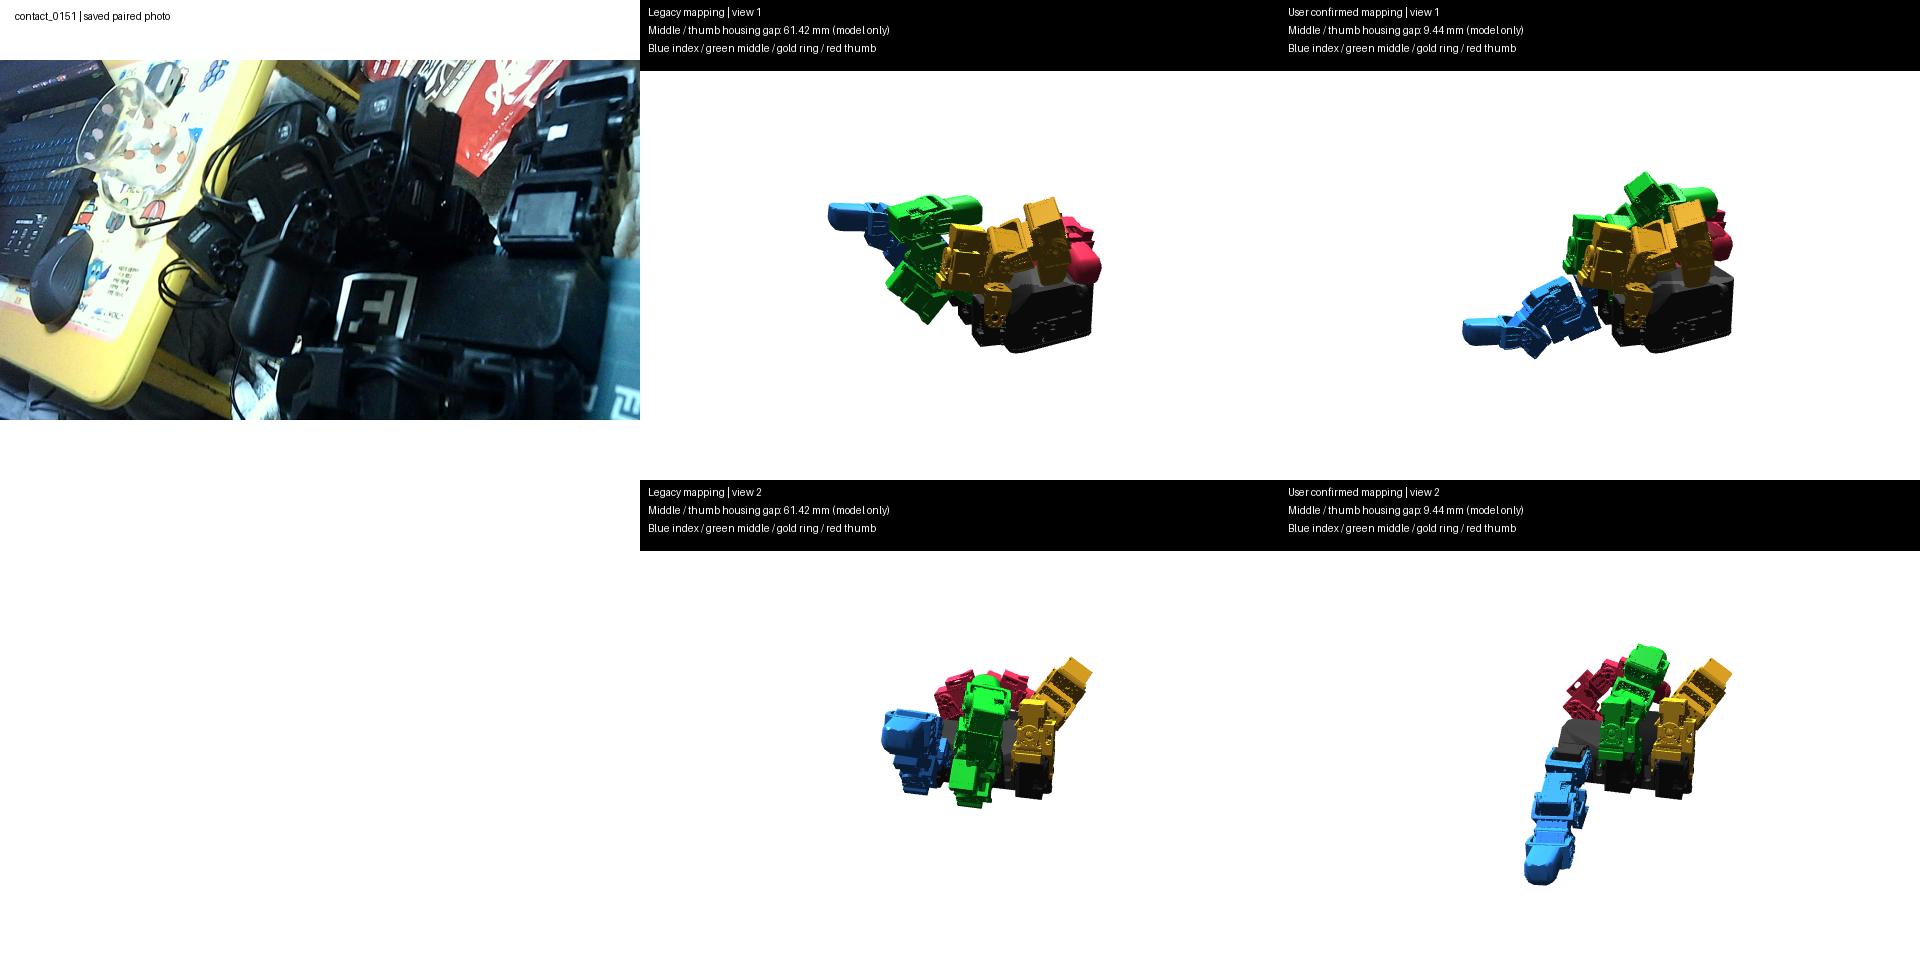 contact_0151 | saved paired photo
Legacy mapping | view 1
Middle / thumb housing gap: 61.42 mm (model only)
Blue index / green middle / gold ring / red thumb
User confirmed mapping | view 1
Middle / thumb housing gap: 9.44 mm (model only)
Blue index / green middle / gold ring / red thumb
Legacy mapping | view 2
Middle / thumb housing gap: 61.42 mm (model only)
Blue index / green middle / gold ring / red thumb
User confirmed mapping | view 2
Middle / thumb housing gap: 9.44 mm (model only)
Blue index / green middle / gold ring / red thumb